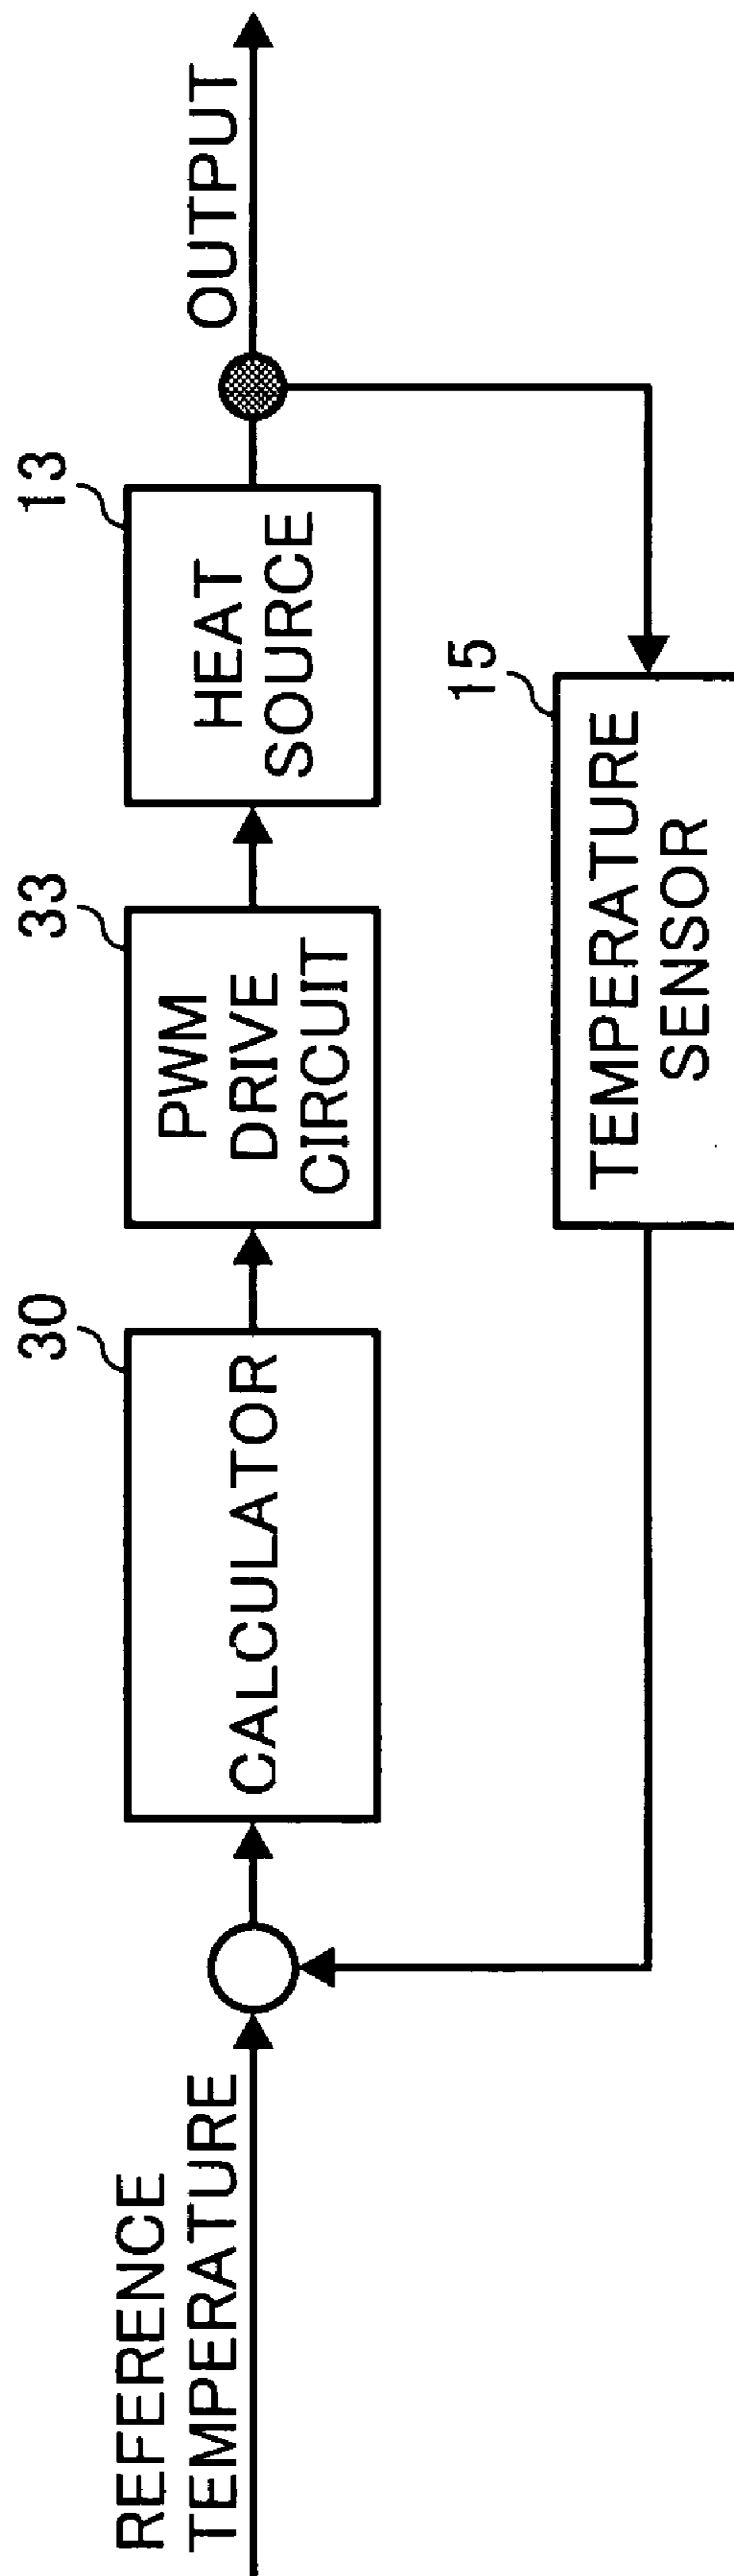 REFERENCE
TEMPERATURE
30
CALCULATOR
33
PWM
DRIVE
CIRCUIT
13
HEAT
SOURCE
OUTPUT
15
TEMPERATURE
SENSOR